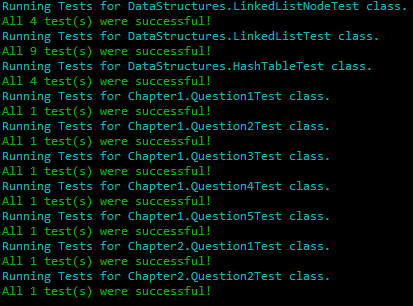 Running Tests for DataStructures.LinkedListNodeTest class.
All 4 test(s) were successful!
Running Tests for DataStructures.LinkedListTest class.
All 9 test(s) were successful!
Running Tests for DataStructures.HashTableTest class.
All 4 test(s) were successful!
Running Tests for Chapter1.Question1Test class.
All 1 test(s) were successful!
Running Tests for Chapter1.Question2Test class.
All 1 test(s) were successful!
Running Tests for Chapter1.Question3Test class.
All 1 test(s) were successful!
Running Tests for Chapter1.Question4Test class.
All 1 test(s) were successful!
Running Tests for Chapter1.Question5Test class.
All 1 test(s) were successful!
Running Tests for Chapter2.Question1Test class.
All 1 test(s) were successful!
Running Tests for Chapter2.Question2Test class.
All 1 test(s) were successful!